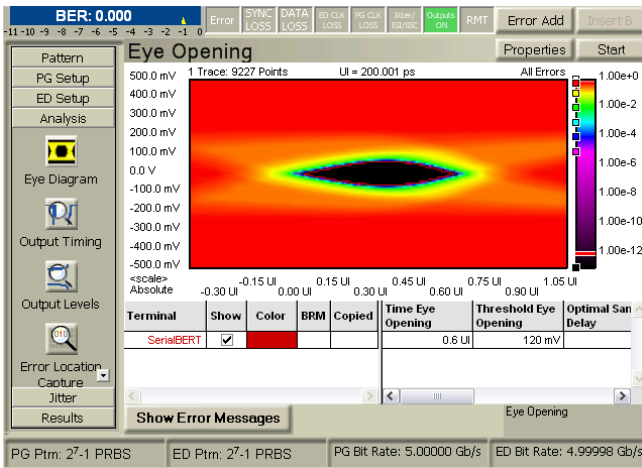 BER: 0.000
-11 -10 -9 -8 -7 -6 -5 -4 -3 -2 -1 0
Error
SYNC LOSS
DATA LOSS
ED CLK LOSS
PG CLK LOSS
Jitter/ ISI/SSC
Outputs ON
RMT
Error Add
Insert B
Eye Opening
Properties
Start
Pattern
PG Setup
ED Setup
Analysis
Eye Diagram
Output Timing
Output Levels
Error Location
Capture
Jitter
Results
1 Trace: 9227 Points
UI = 200.001 ps
All Errors
500.0 mV
400.0 mV
300.0 mV
200.0 mV
100.0 mV
0.0 V
-100.0 mV
-200.0 mV
-300.0 mV
-400.0 mV
-500.0 mV
1.00e+0
1.00e-2
1.00e-4
1.00e-6
1.00e-8
1.00e-10
1.00e-12
<scale>
Absolute
-0.15 UI 0.15 UI 0.45 UI 0.75 UI 1.05 UI
-0.30 UI 0.00 UI 0.30 UI 0.60 UI 0.90 UI
Terminal Show Color BRM Copied
Time Eye Opening
Threshold Eye Opening
Optimal San
Delay
SerialBERT
0.6 UI
120 mV
Show Error Messages
Eye Opening
PG Ptrn: 2⁷-1 PRBS
ED Ptrn: 2⁷-1 PRBS
PG Bit Rate: 5.00000 Gb/s
ED Bit Rate: 4.99998 Gb/s